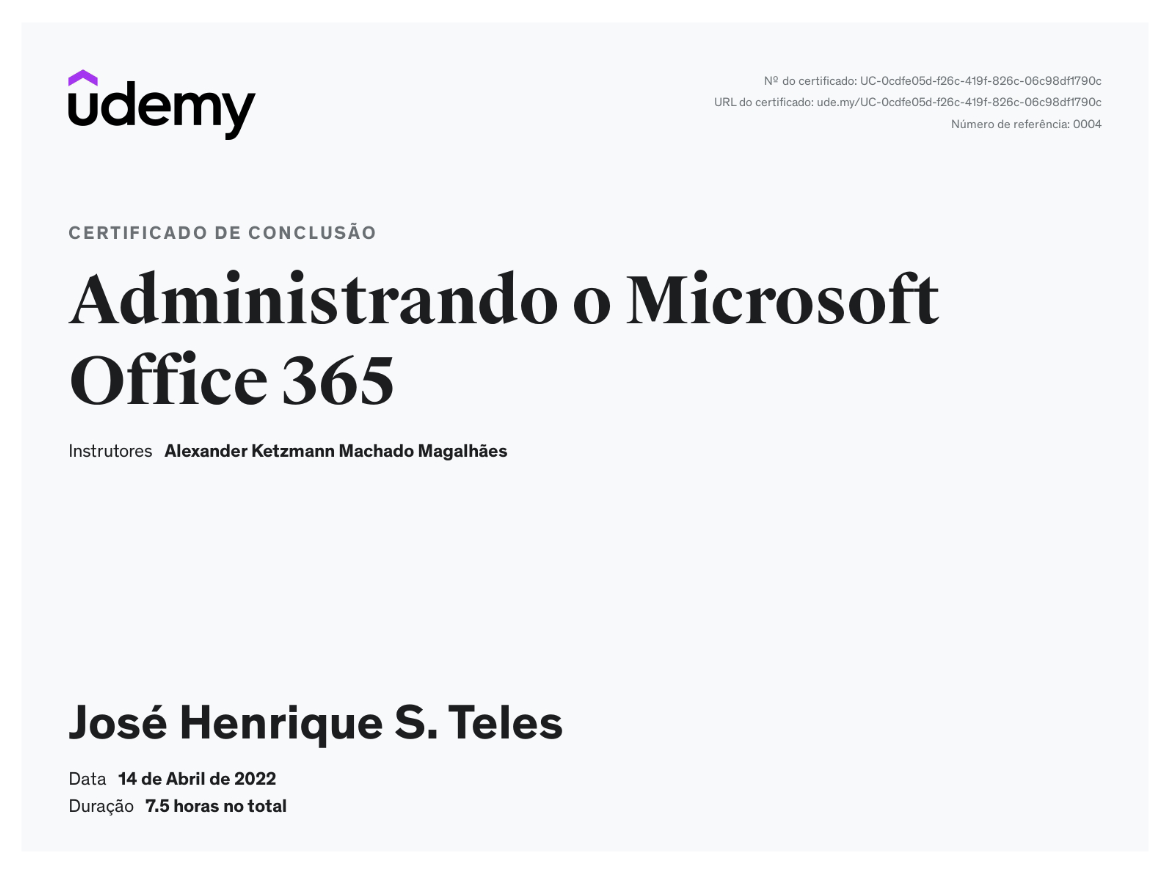 udemy
Nº do certificado: UC-0cdfe05d-f26c-419f-826c-06c98df1790c
URL do certificado: ude.my/UC-0cdfe05d-f26c-419f-826c-06c98df1790c
Número de referência: 0004
CERTIFICADO DE CONCLUSÃO
Administrando o Microsoft
Office 365
Instrutores Alexander Ketzmann Machado Magalhães
José Henrique S. Teles
Data 14 de Abril de 2022
Duração 7.5 horas no total